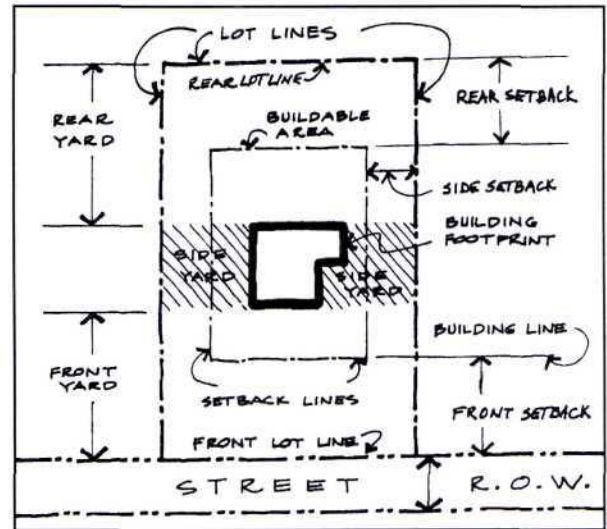 LOT LINES
REAR LOT LINE
REAR SETBACK
REAR
YARD
BUILDABLE
AREA
SIDE SETBACK
BUILDING
FOOTPRINT
SIDE
YARD
SIDE
YARD
BUILDING LINE
FRONT
YARD
SETBACK LINES
FRONT SETBACK
FRONT LOT LINE
STREET R.O.W.